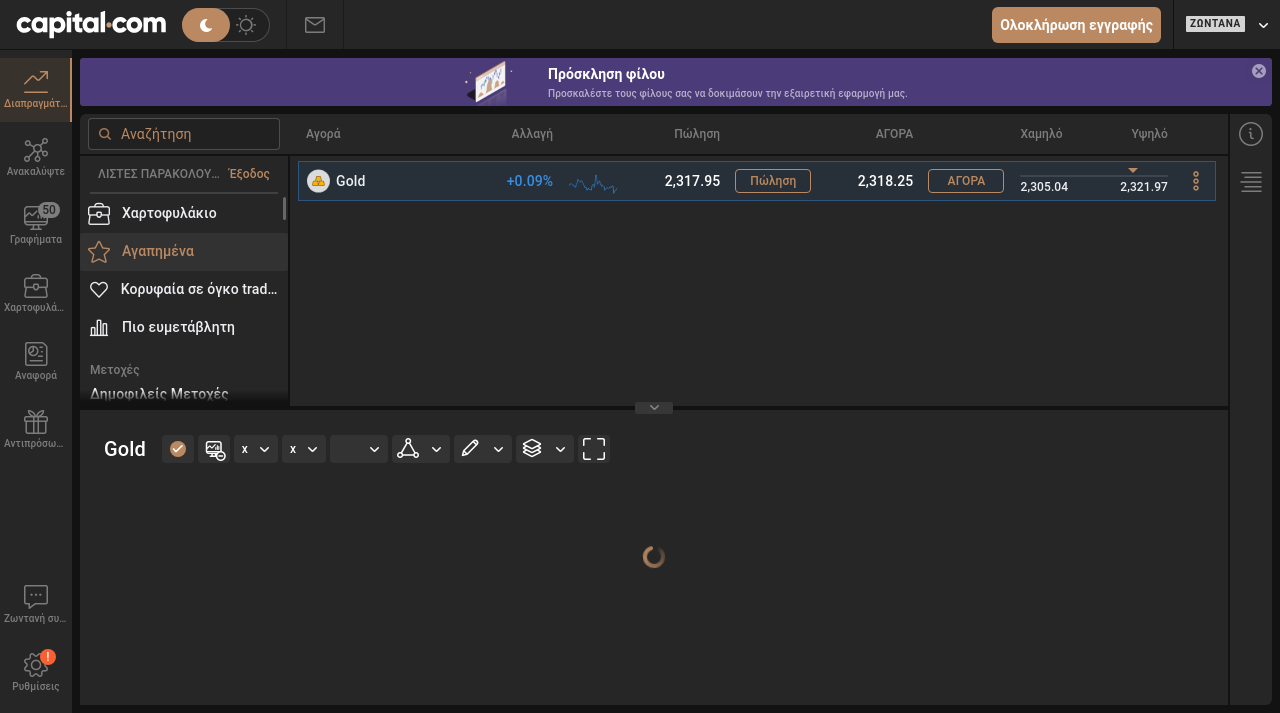 capital.com
Ολοκλήρωση εγγραφής
ΖΩΝΤΑΝΑ
Πρόσκληση φίλου
Προσκαλέστε τους φίλους σας να δοκιμάσουν την εξαιρετική εφαρμογή μας.
Διαπραγμάτ...
Ανακαλύψτε
50
Γραφήματα
Χαρτοφυλά...
Αναφορά
Αντιπρόσω...
Ζωντανή συ...
!
Ρυθμίσεις
Αναζήτηση
ΛΙΣΤΕΣ ΠΑΡΑΚΟΛΟΥ... Έξοδος
Χαρτοφυλάκιο
Αγαπημένα
Κορυφαία σε όγκο trad...
Πιο ευμετάβλητη
Μετοχές
Δημοφιλείς Μετοχές
Αγορά Αλλαγή Πώληση ΑΓΟΡΑ Χαμηλό Υψηλό
Gold +0.09% 2,317.95 Πώληση 2,318.25 ΑΓΟΡΑ 2,305.04 2,321.97
Gold x x